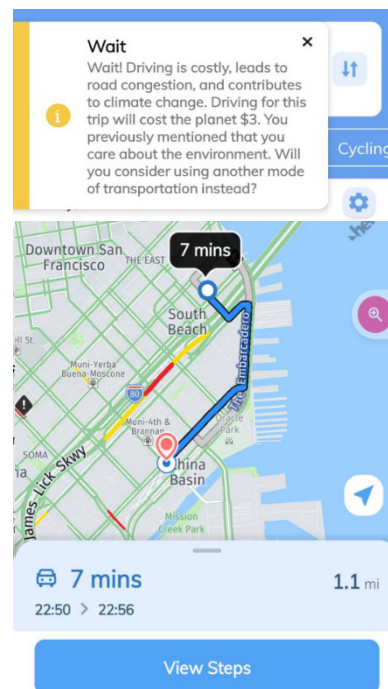 Wait
Wait! Driving is costly, leads to
road congestion, and contributes
to climate change. Driving for this
trip will cost the planet $3. You
previously mentioned that you
care about the environment. Will
you consider using another mode
of transportation instead?
Cycling
Downtown San
Francisco
THE EAST
7 mins
South
Beach
ll St.
Muni-Yerba
Buena-Moscone
80
The Embarcadero
Oracle
Park
Muni-4th &
Brannan
SOMA
China
Basin
James Lick Skwy
Mission
Creek Park
7 mins
1.1 mi
22:50 > 22:56
View Steps